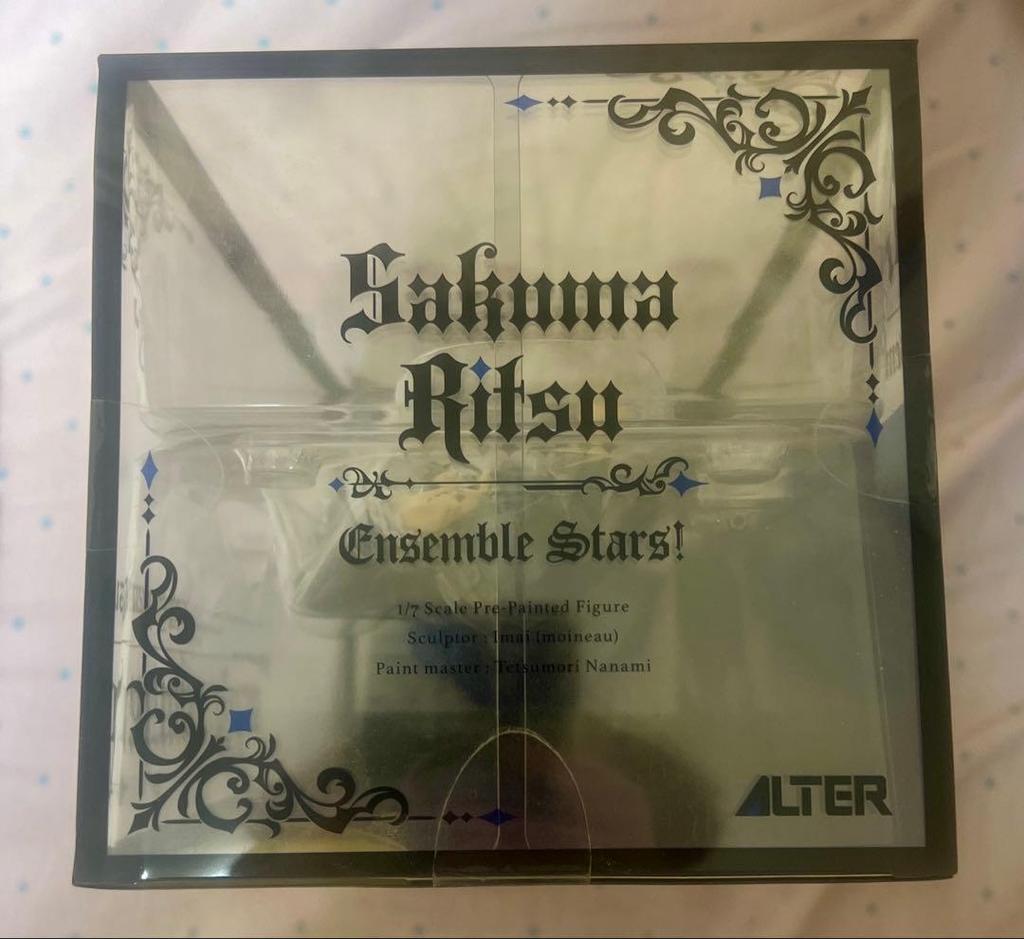 Sakuma
Ritsu
Ensemble Stars!
1/7 Scale Pre-Painted Figure
Sculptor : Imai (moineau)
Paint master : Tetsumori Nanami
ALTER